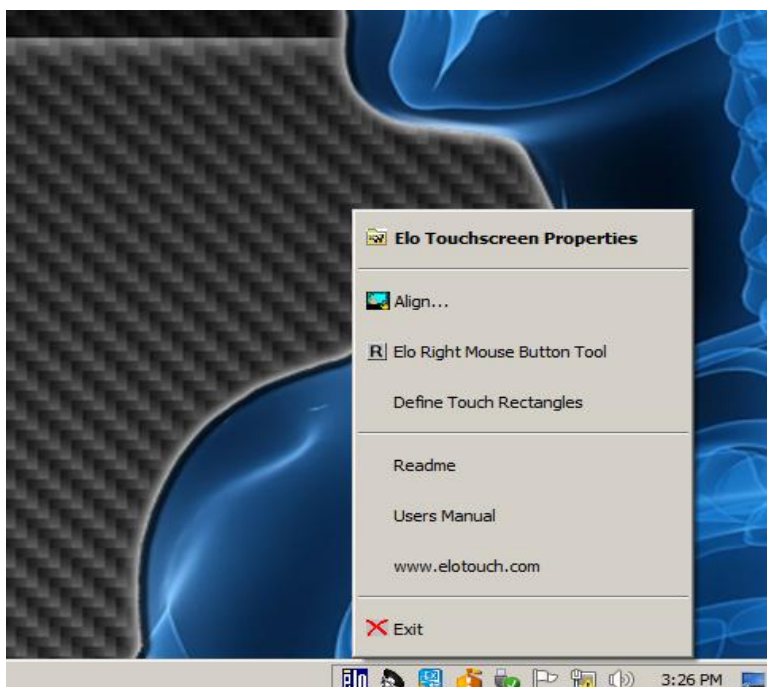 Elo Touchscreen Properties
Align...
R Elo Right Mouse Button Tool
Define Touch Rectangles
Readme
Users Manual
www.elotouch.com
Exit
elo
3:26 PM